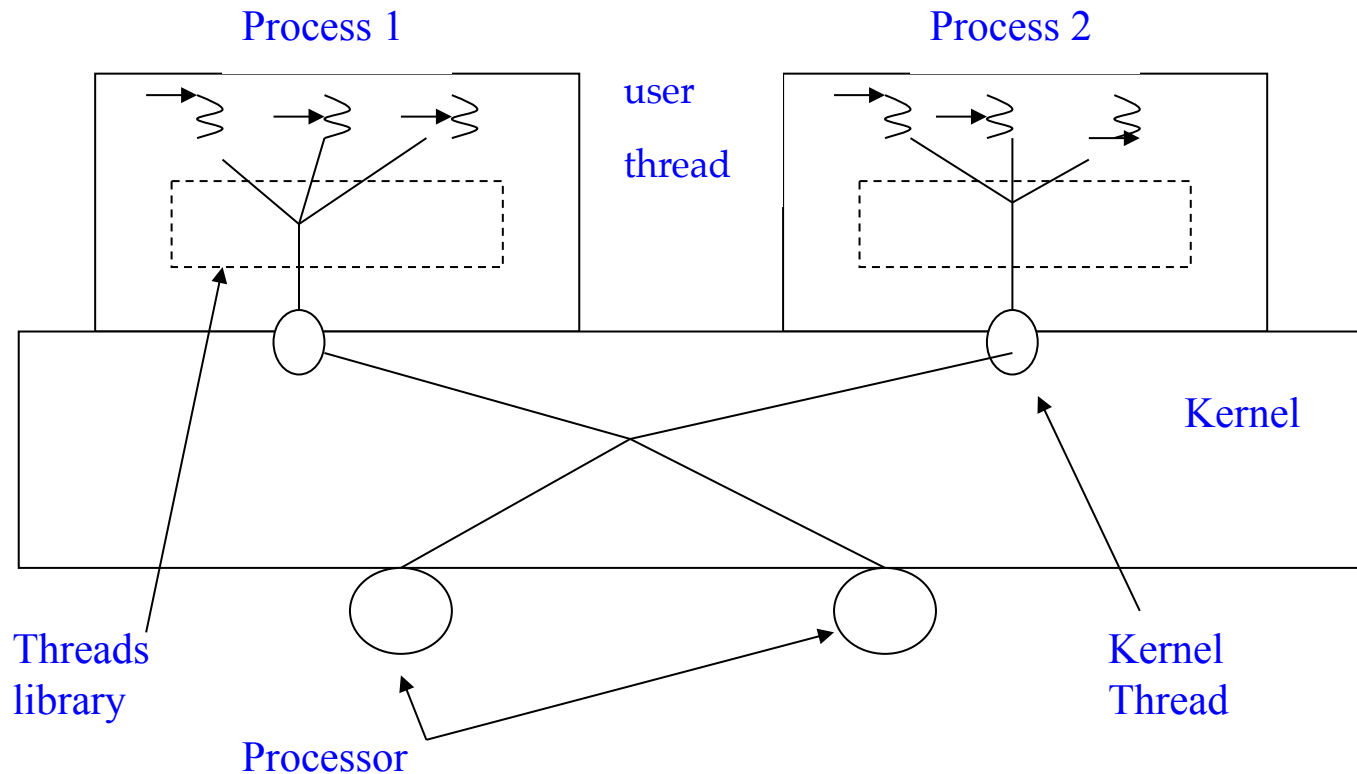 Process 1
Process 2
user
thread
Kernel
Threads
library
Kernel
Thread
Processor